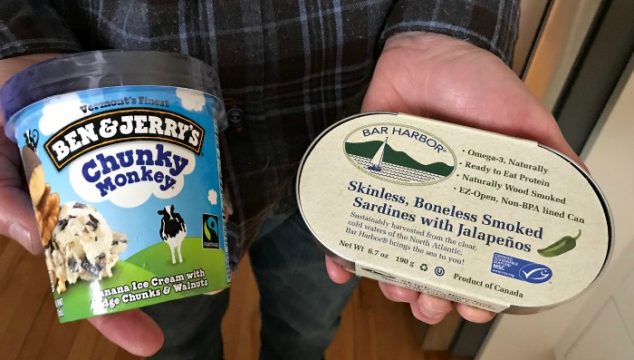 Vermont's Finest
BEN & JERRY'S
Chunky
Monkey
FAIRTRADE
Banana Ice Cream with
Fudge Chunks & Walnuts
BAR HARBOR
• Omega-3, Naturally
• Ready to Eat Protein
• Naturally Wood Smoked
• EZ-Open, Non-BPA lined Can
Skinless, Boneless Smoked
Sardines with Jalapeños
Sustainably harvested from the clear,
cold waters of the North Atlantic.
Bar Harbor® brings the sea to you!
Net Wt 6.7 oz 190 g
Product of Canada